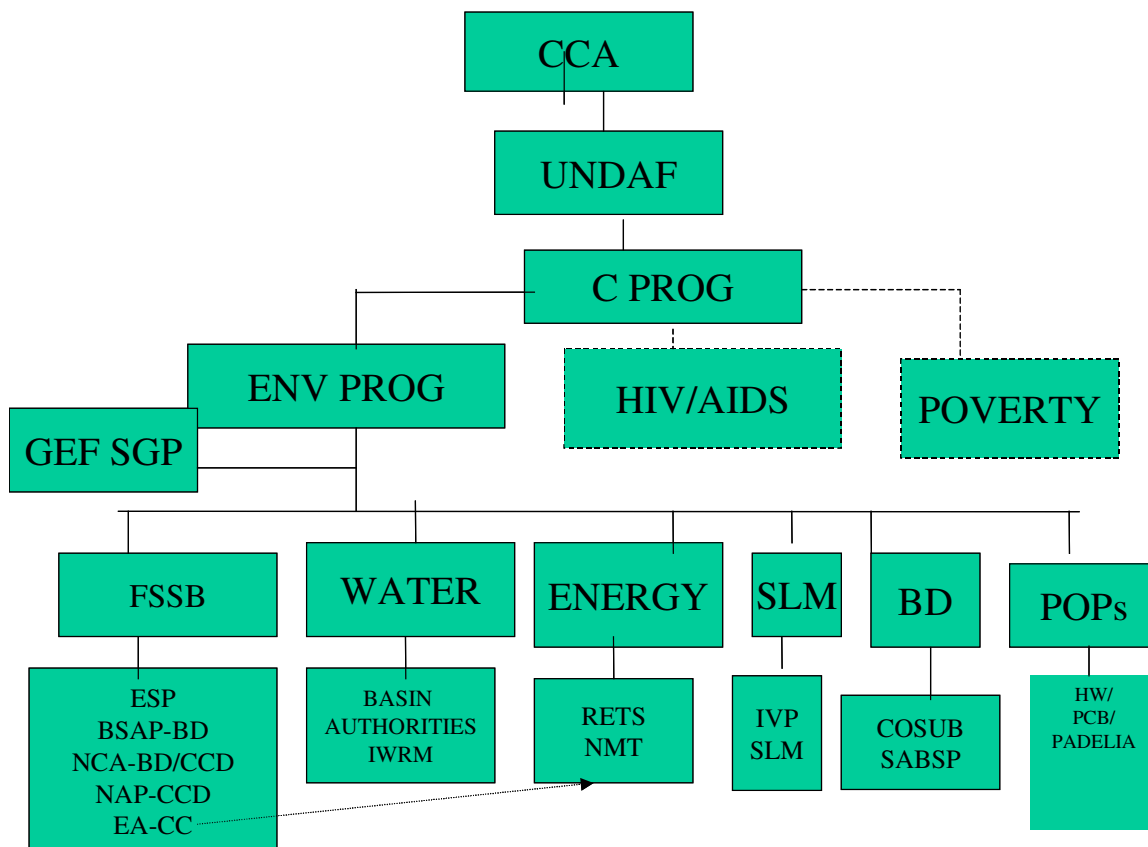 CCA
UNDAF
C PROG
ENV PROG
HIV/AIDS
POVERTY
GEF SGP
FSSB
WATER
ENERGY
SLM
BD
POPs
ESP
BSAP-BD
NCA-BD/CCD
NAP-CCD
EA-CC
BASIN
AUTHORITIES
IWRM
RETS
NMT
IVP
SLM
COSUB
SABSP
HW/
PCB/
PADELIA